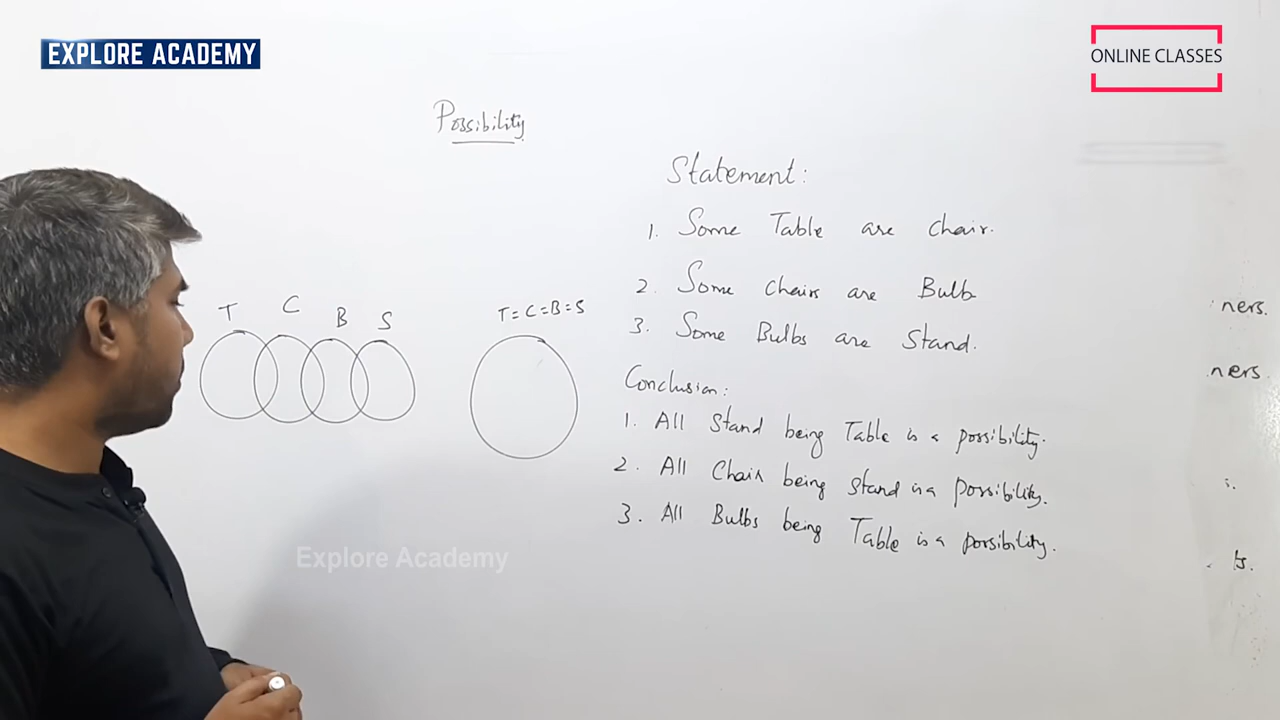 EXPLORE ACADEMY
ONLINE CLASSES
Possibility
Statement:
1. Some Table are chair.
2. Some chairs are Bulb
3. Some Bulbs are Stand.
T C B S
T = C = B = S
Conclusion:
1. All Stand being Table is a possibility.
2. All Chair being stand is a possibility.
3. All Bulbs being Table is a possibility.
ners.
ners.
Explore Academy